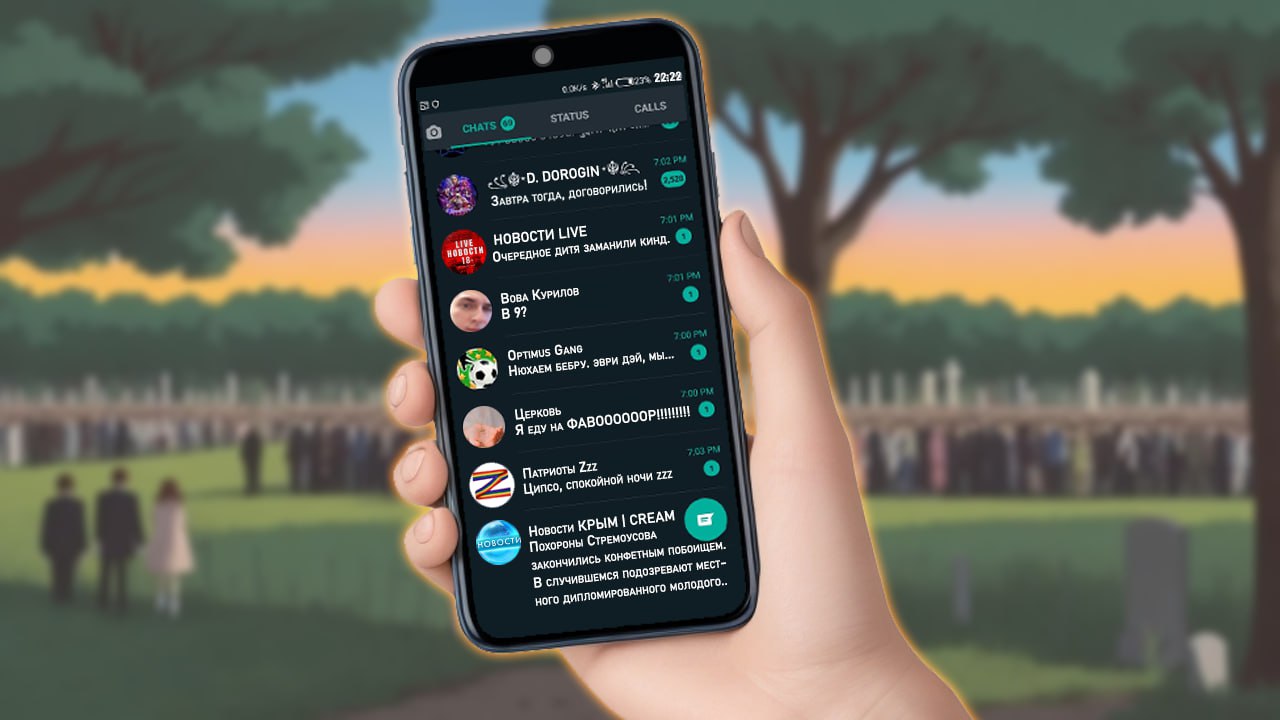 0,0K/s 23% 22:22
CHATS 69 STATUS CALLS
7:02 PM
D. DOROGIN
Завтра тогда, договорились! 2,520
7:01 PM
LIVE НОВОСТИ 18+
НОВОСТИ LIVE
Очередное дитя заманили кинд. 1
7:01 PM
Вова Курилов
В 9? 1
7:00 PM
Optimus Gang
Нюхаем бебру. эври дэй, мы... 1
7:00 PM
Церковь
Я еду на ФАВОООООOР!!!!!!!!! 1
7:03 PM
Патриоты Zzz
Ципсо, спокойной ночи zzz 1
НОВОСТИ
Новости КРЫМ | CREAM
Похороны Стремоусова
закончились конфетным побоищем.
В случившемся подозревают мест-
ного дипломированного молодого..